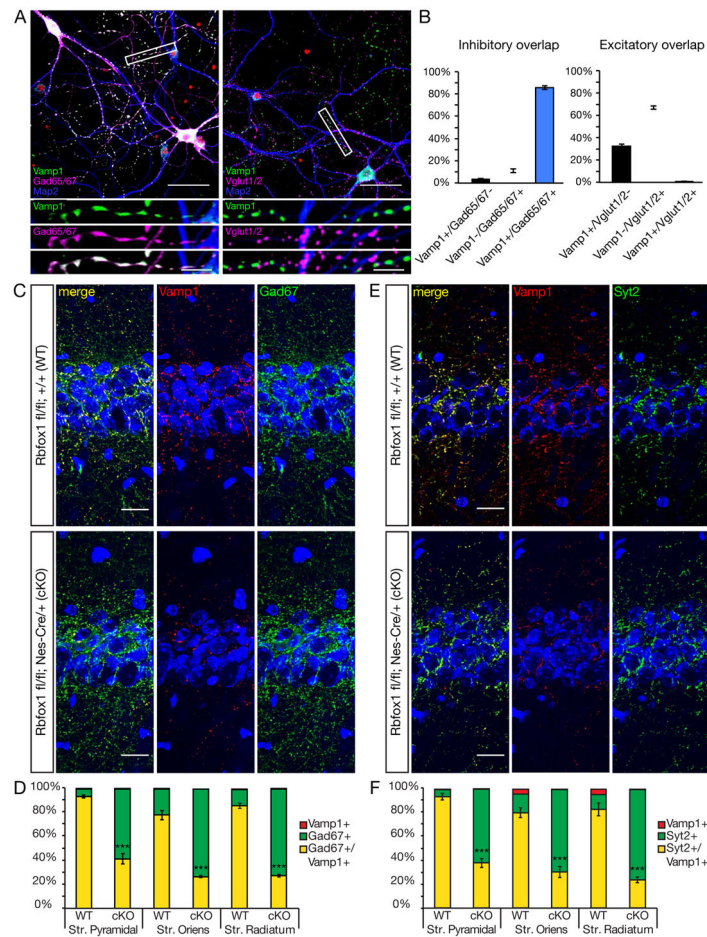 A
Vamp1
Gad65/67
Map2
Vamp1
Vglut1/2
Map2
Vamp1
Gad65/67
Vamp1
Vglut1/2
B
Inhibitory overlap
Excitatory overlap
100%
80%
60%
40%
20%
0%
Vamp1+/Gad65/67-
Vamp1-/Gad65/67+
Vamp1+/Gad65/67+
100%
80%
60%
40%
20%
0%
Vamp1+/Vglut1/2-
Vamp1-/Vglut1/2+
Vamp1+/Vglut1/2+
C
merge
Vamp1
Gad67
Rbfox1 fl/fl; +/+ (WT)
Rbfox1 fl/fl; Nes-Cre/+ (cKO)
E
merge
Vamp1
Syt2
Rbfox1 fl/fl; +/+ (WT)
Rbfox1 fl/fl; Nes-Cre/+ (cKO)
D
100%
80%
60%
40%
20%
0%
***
***
***
WT
cKO
WT
cKO
WT
cKO
Str. Pyramidal
Str. Oriens
Str. Radiatum
Vamp1+
Gad67+
Gad67+/
Vamp1+
F
100%
80%
60%
40%
20%
0%
***
***
***
WT
cKO
WT
cKO
WT
cKO
Str. Pyramidal
Str. Oriens
Str. Radiatum
Vamp1+
Syt2+
Syt2+/
Vamp1+